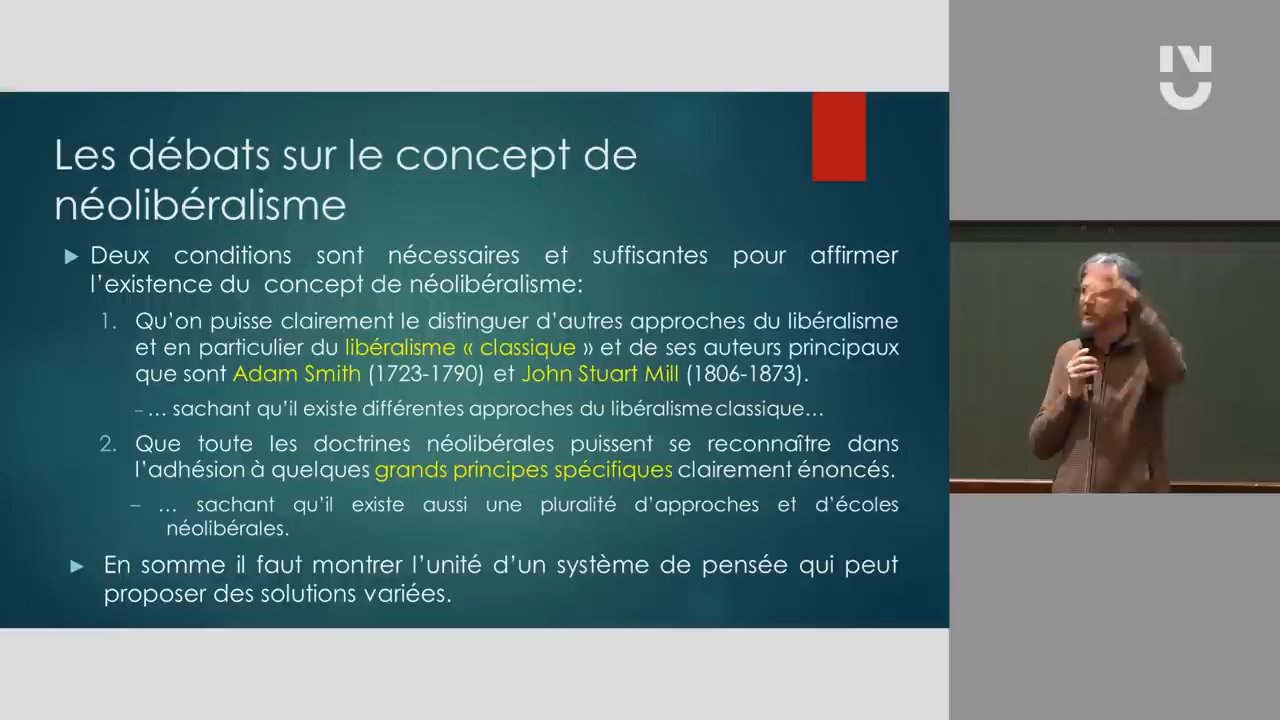 Les débats sur le concept de
néolibéralisme
Deux conditions sont nécessaires et suffisantes pour affirmer
l'existence du concept de néolibéralisme:
1. Qu'on puisse clairement le distinguer d'autres approches du libéralisme
et en particulier du libéralisme « classique » et de ses auteurs principaux
que sont Adam Smith (1723-1790) et John Stuart Mill (1806-1873).
– … sachant qu'il existe différentes approches du libéralisme classique…
2. Que toute les doctrines néolibérales puissent se reconnaître dans
l'adhésion à quelques grands principes spécifiques clairement énoncés.
– … sachant qu'il existe aussi une pluralité d'approches et d'écoles
néolibérales.
En somme il faut montrer l'unité d'un système de pensée qui peut
proposer des solutions variées.